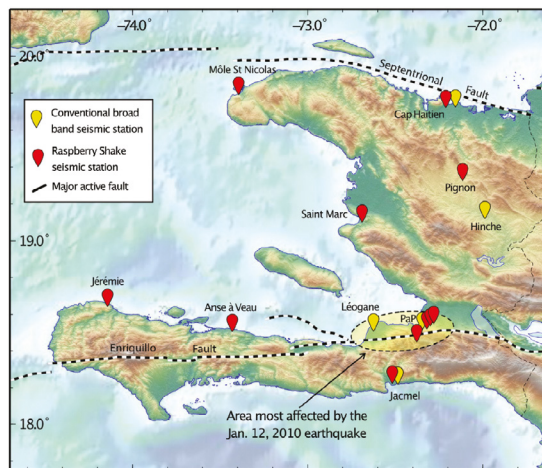 −74.0
−73.0
−72.0
20.0
19.0
18.0
Môle St Nicolas
Septentrional
Fault
Cap Haïtien
Conventional broad
band seismic station
Raspberry Shake
seismic station
Major active fault
Pignon
Saint Marc
Hinche
Jérémie
Anse à Veau
Léogane
PaP
Enriquillo
Fault
Jacmel
Area most affected by the
Jan. 12, 2010 earthquake